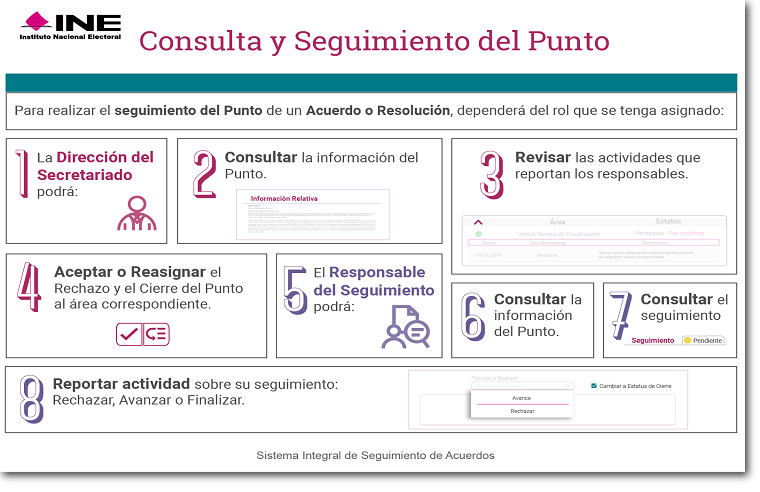 INE
Instituto Nacional Electoral
Consulta y Seguimiento del Punto
Para realizar el seguimiento del Punto de un Acuerdo o Resolución, dependerá del rol que se tenga asignado:
1 La Dirección del
Secretariado
podrá:
2 Consultar la información del
Punto.
Información Relativa
3 Revisar las actividades que
reportan los responsables.
Área Estatus
Unidad Técnica de Fiscalización Rechazado - Por confirmar
Fecha Tipo Movimiento Descripción
Rechazar
4 Aceptar o Reasignar el
Rechazo y el Cierre del Punto
al área correspondiente.
5 El Responsable
del Seguimiento
podrá:
6 Consultar la
información
del Punto.
7 Consultar el
seguimiento
Seguimiento Pendiente
8 Reportar actividad sobre su seguimiento:
Rechazar, Avanzar o Finalizar.
*Acción a Realizar
Cambiar a Estatus de Cierre
Avance
Rechazar
Sistema Integral de Seguimiento de Acuerdos